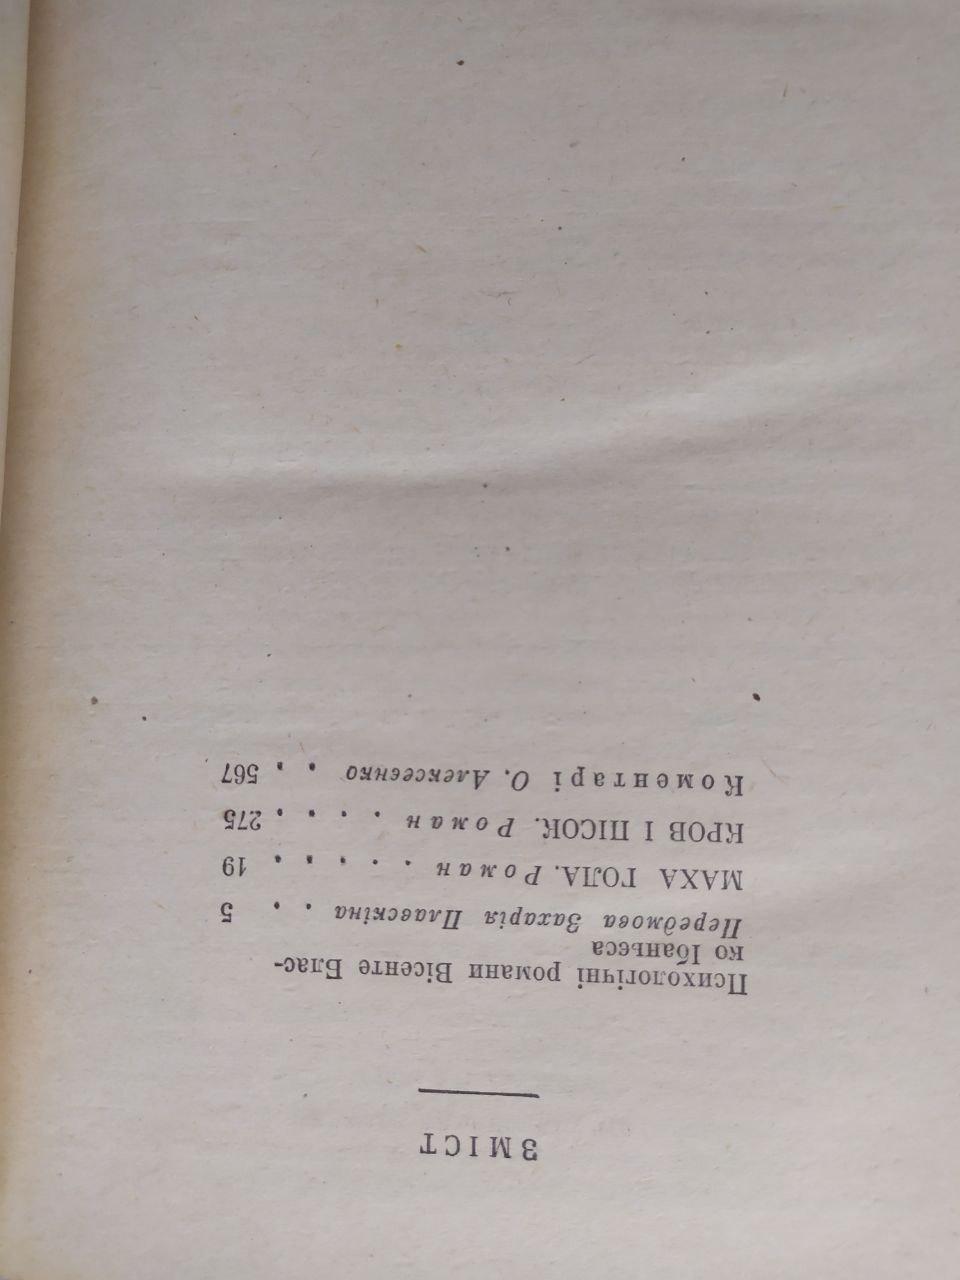 ЗМІСТ
Психологічні романи Вісенте Блас-
ко Ібаньєса
Передмова Захарія Плавскіна . . 5
МАХА ГОЛА. Роман . . . . . 19
КРОВ І ПІСОК. Роман . . . . 275
Коментарі О. Алексеєнко . . 567